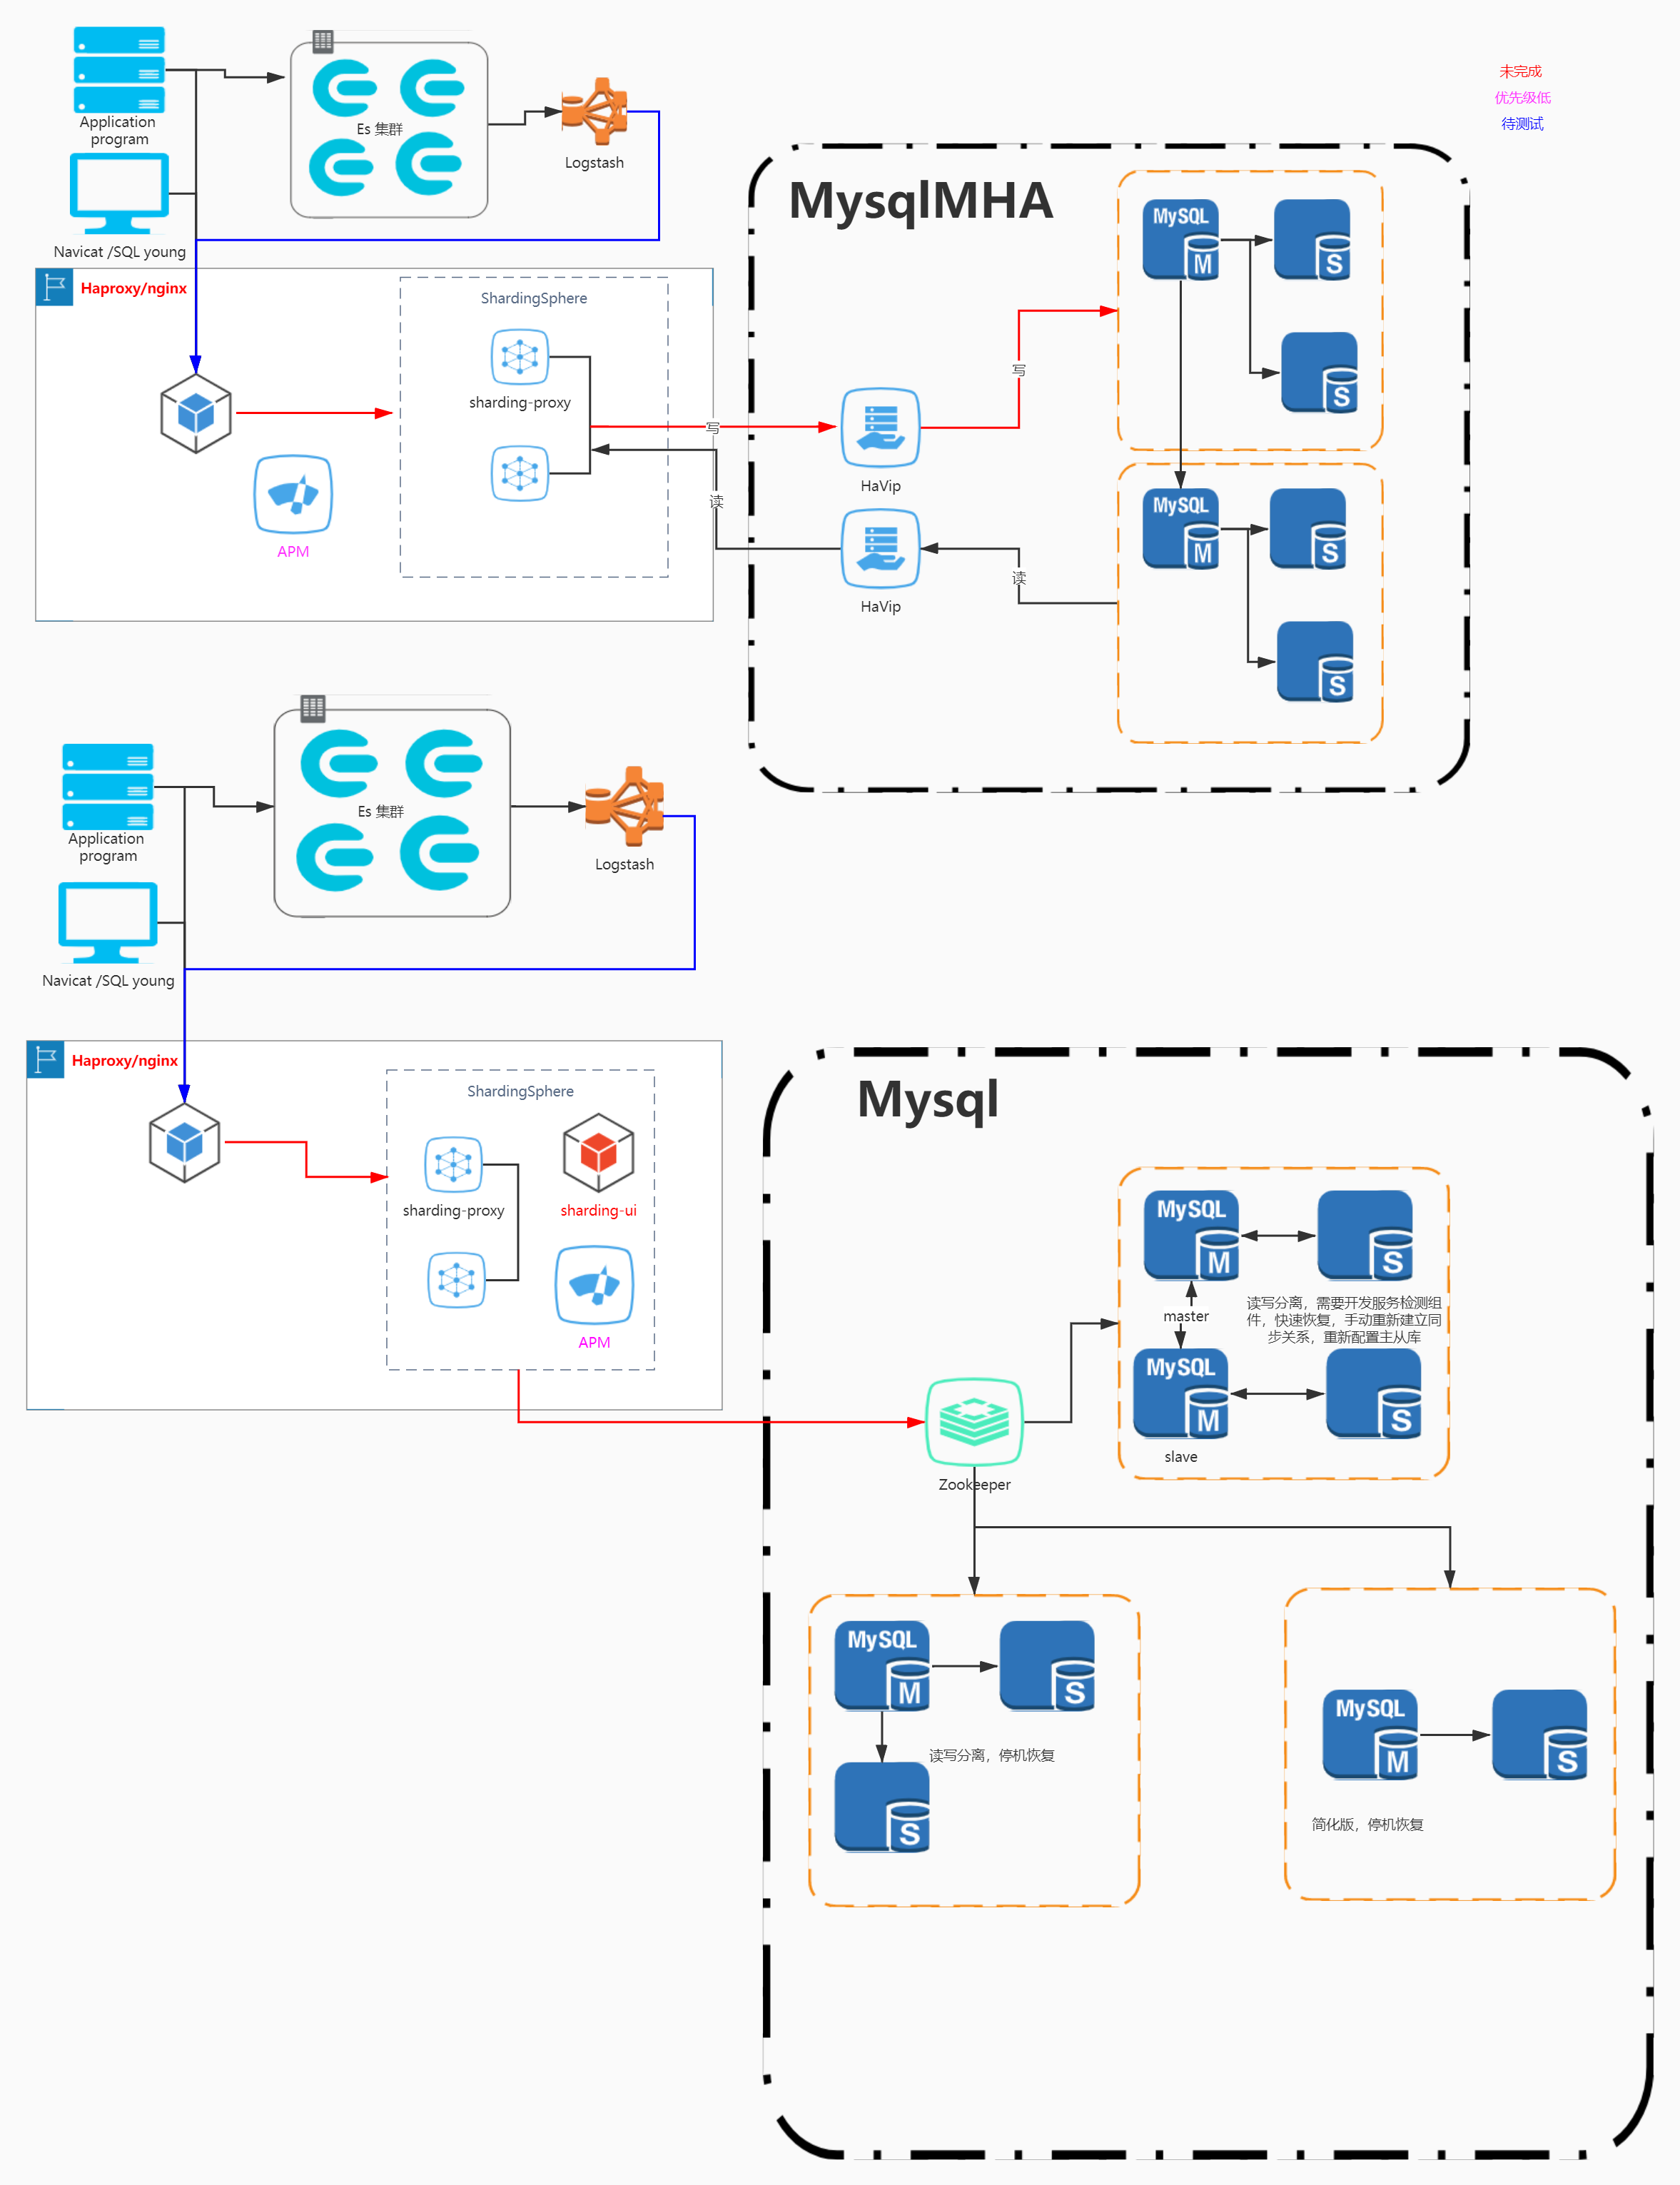 未完成
优先级低
待测试
Application
program
Es 集群
Logstash
Navicat /SQL young
Haproxy/nginx
ShardingSphere
sharding-proxy
APM
写
读
MysqlMHA
MySQL
M
S
S
写
HaVip
HaVip
读
MySQL
M
S
S
Application
program
Es 集群
Logstash
Navicat /SQL young
Haproxy/nginx
ShardingSphere
sharding-proxy
sharding-ui
APM
Mysql
MySQL
M
S
master
读写分离，需要开发服务检测组
件，快速恢复，手动重新建立同
步关系，重新配置主从库
MySQL
M
S
slave
Zookeeper
MySQL
M
S
读写分离，停机恢复
S
MySQL
M
S
简化版，停机恢复